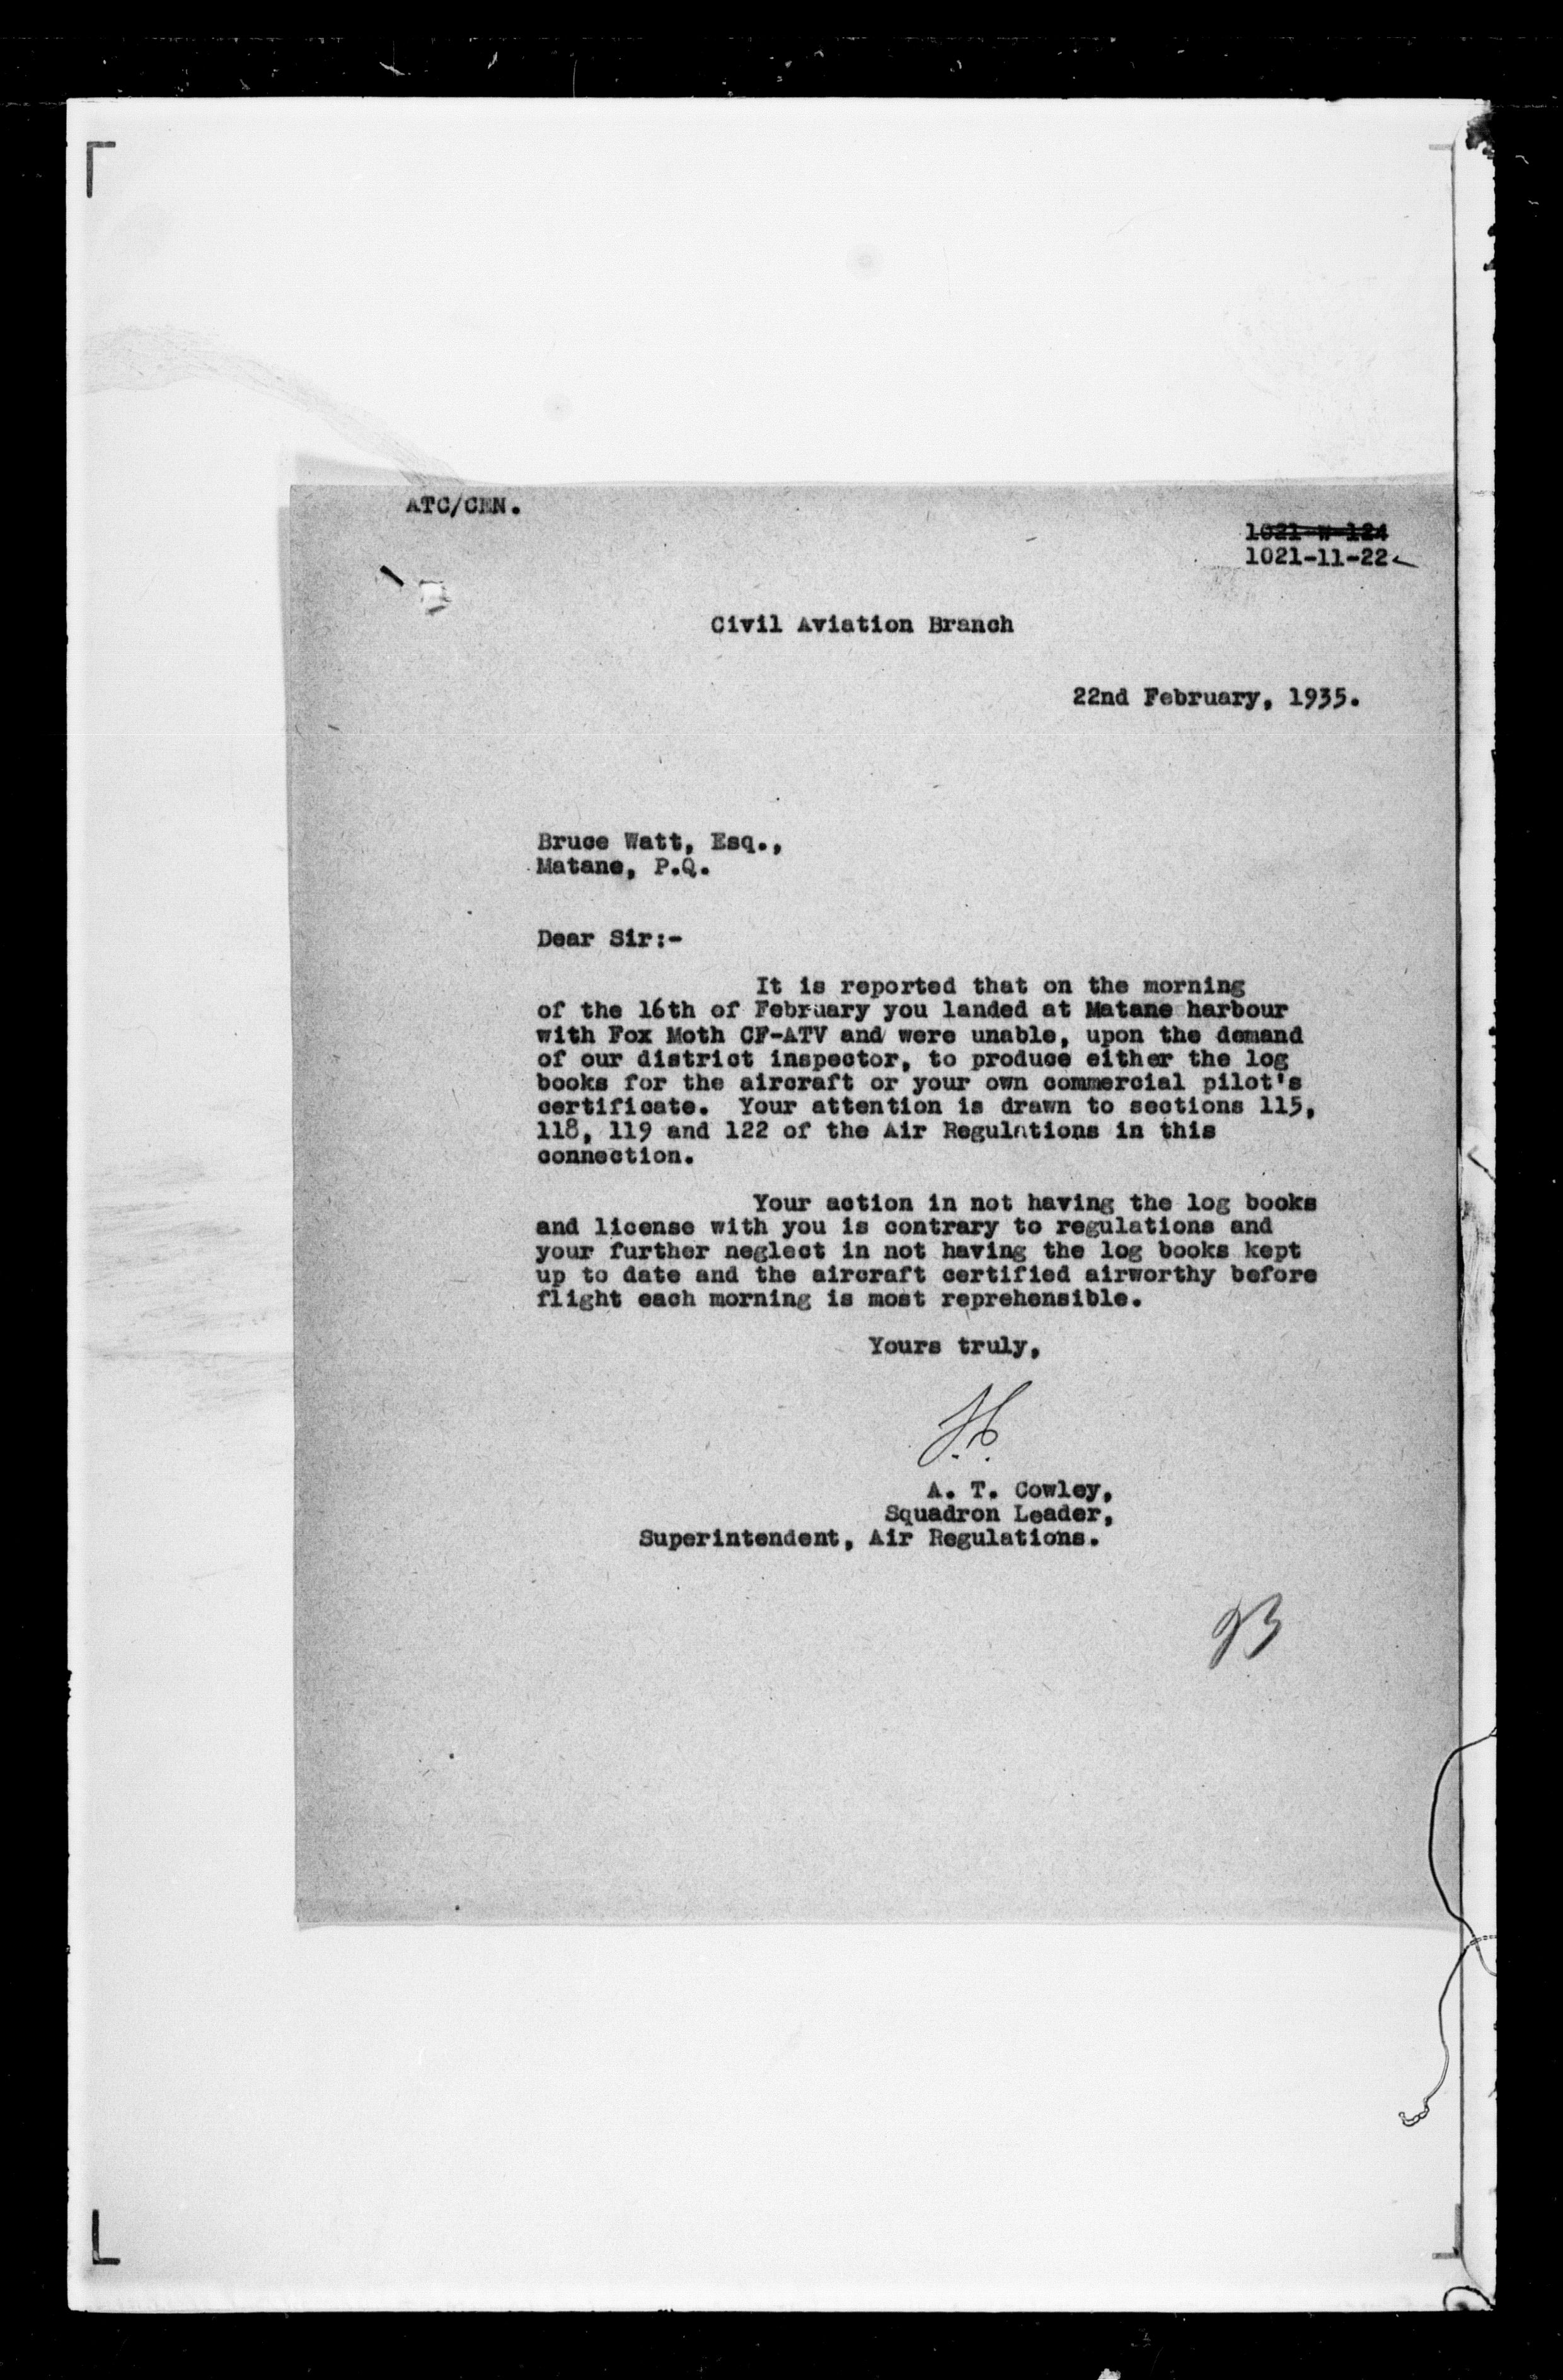 ATC/CEN.
1021-W-124
1021-11-22
Civil Aviation Branch
22nd February, 1935.
Bruce Watt, Esq.,
Matane, P.Q.
Dear Sir:-
It is reported that on the morning
of the 16th of February you landed at Matane harbour
with Fox Moth CF-ATV and were unable, upon the demand
of our district inspector, to produce either the log
books for the aircraft or your own commercial pilot's
certificate. Your attention is drawn to sections 115,
118, 119 and 122 of the Air Regulations in this
connection.
Your action in not having the log books
and license with you is contrary to regulations and
your further neglect in not having the log books kept
up to date and the aircraft certified airworthy before
flight each morning is most reprehensible.
Yours truly,
A. T. Cowley,
Squadron Leader,
Superintendent, Air Regulations.